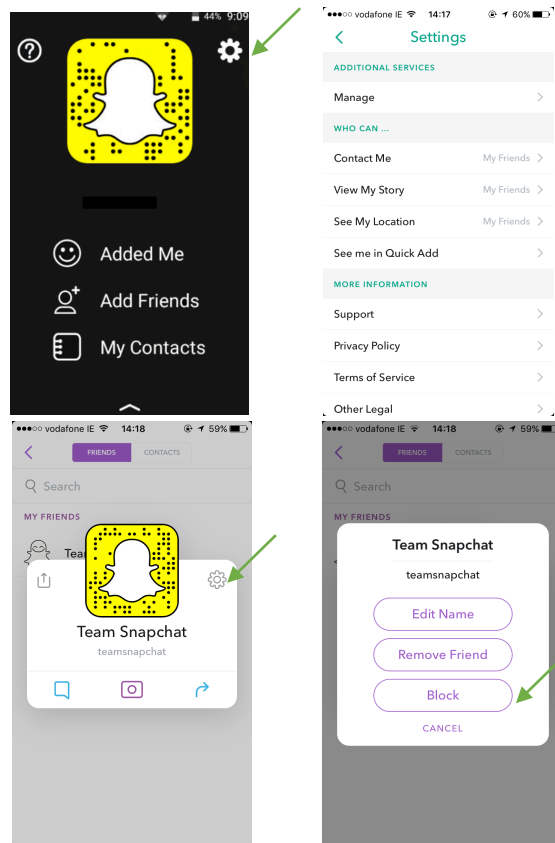 44% 9:09
Added Me
Add Friends
My Contacts
vodafone IE 14:17 60%
Settings
ADDITIONAL SERVICES
Manage
WHO CAN ...
Contact Me My Friends
View My Story My Friends
See My Location My Friends
See me in Quick Add
MORE INFORMATION
Support
Privacy Policy
Terms of Service
Other Legal
vodafone IE 14:18 59%
FRIENDS CONTACTS
Search
MY FRIENDS
Tea
Team Snapchat
teamsnapchat
vodafone IE 14:18 59%
FRIENDS CONTACTS
Search
MY FRIENDS
Team Snapchat
teamsnapchat
Edit Name
Remove Friend
Block
CANCEL